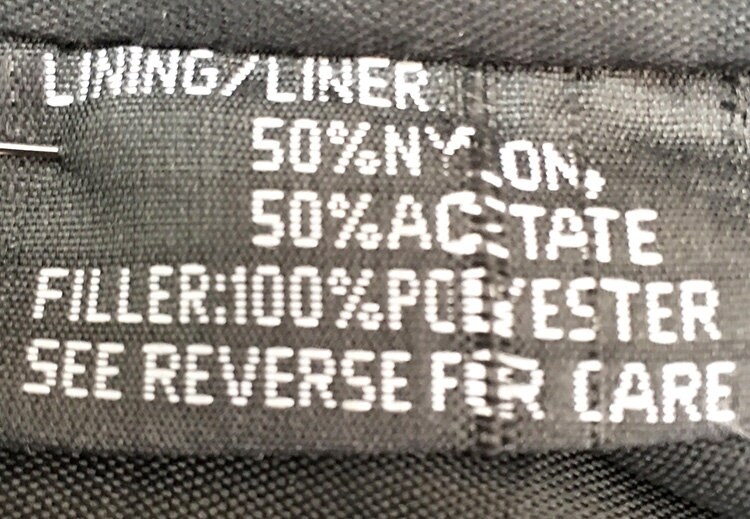 LINING/LINER
50%NYLON,
50%ACETATE
FILLER:100%POLYESTER
SEE REVERSE FOR CARE